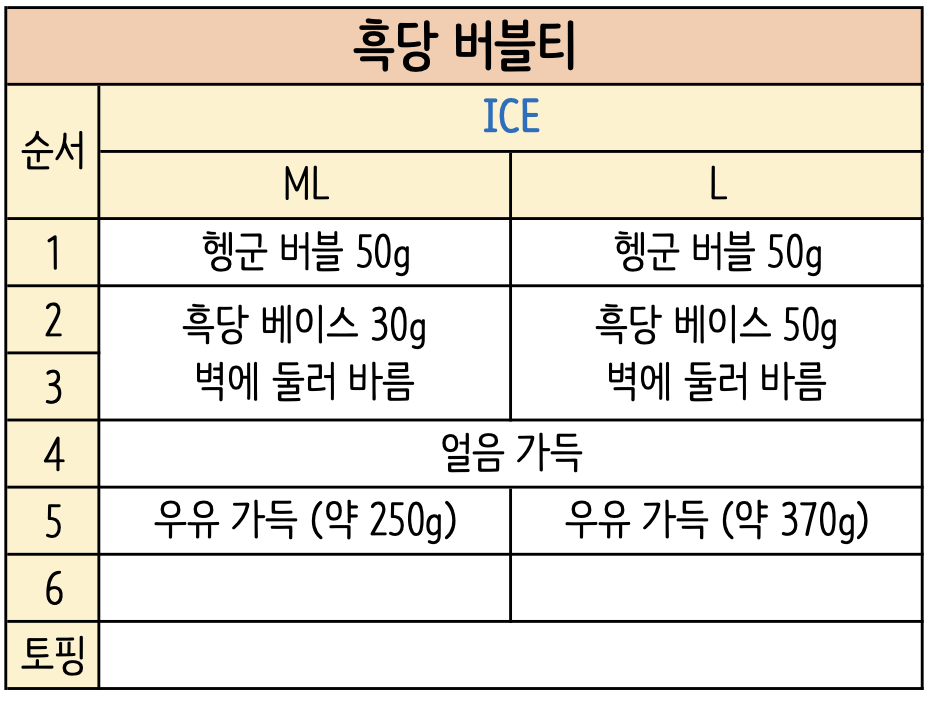 흑당 버블티
순서
ICE
ML
L
1
헹군 버블 50g
헹군 버블 50g
2
3
흑당 베이스 30g
벽에 둘러 바름
흑당 베이스 50g
벽에 둘러 바름
4
얼음 가득
5
우유 가득 (약 250g)
우유 가득 (약 370g)
6
토핑